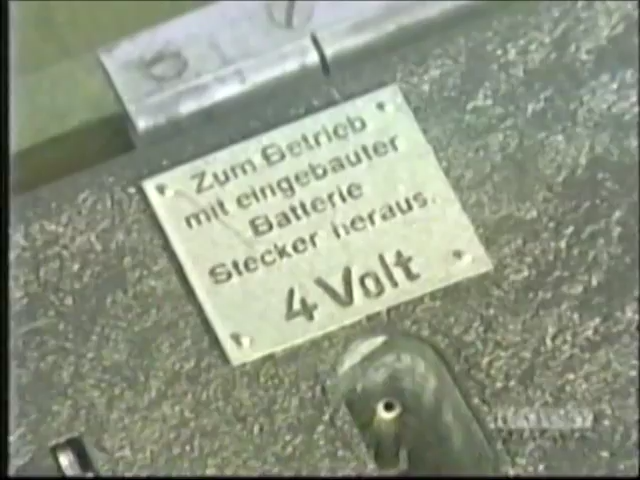 Zum Betrieb
mit eingebauter
Batterie
Stecker heraus.
4 Volt